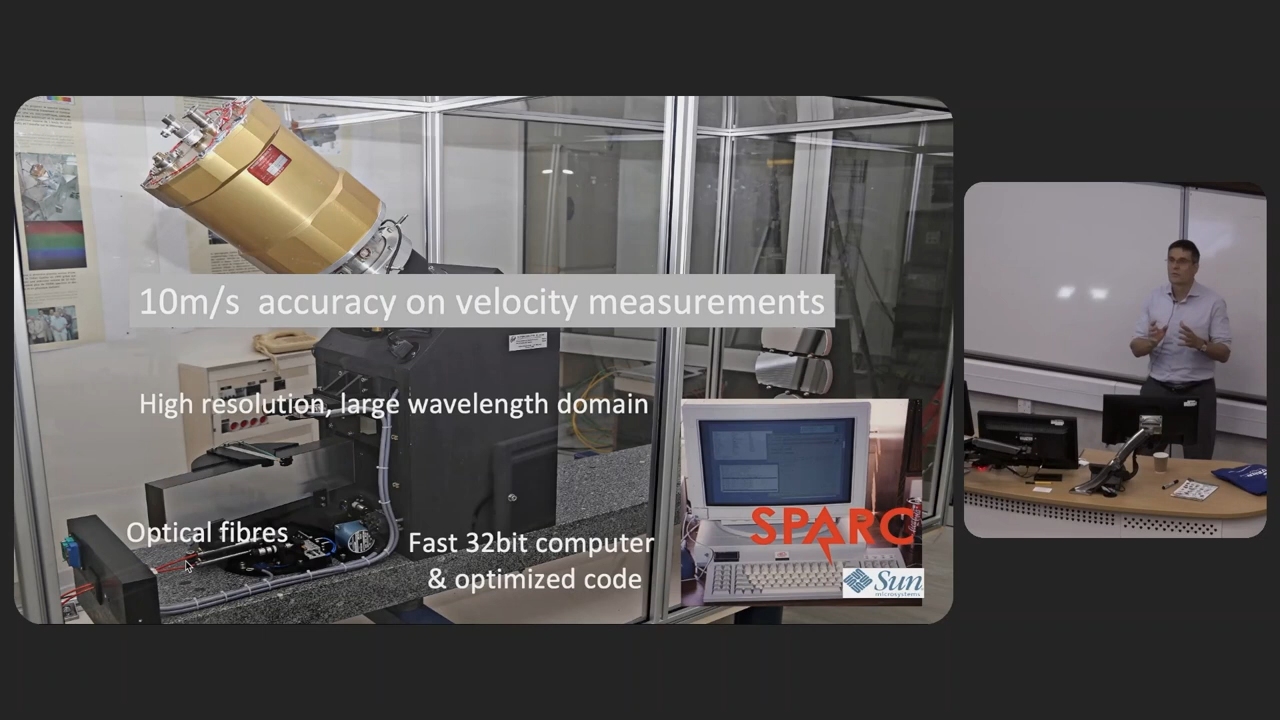 10m/s accuracy on velocity measurements
High resolution, large wavelength domain
Optical fibres
Fast 32bit computer
& optimized code
SPARC
Sun
microsystems